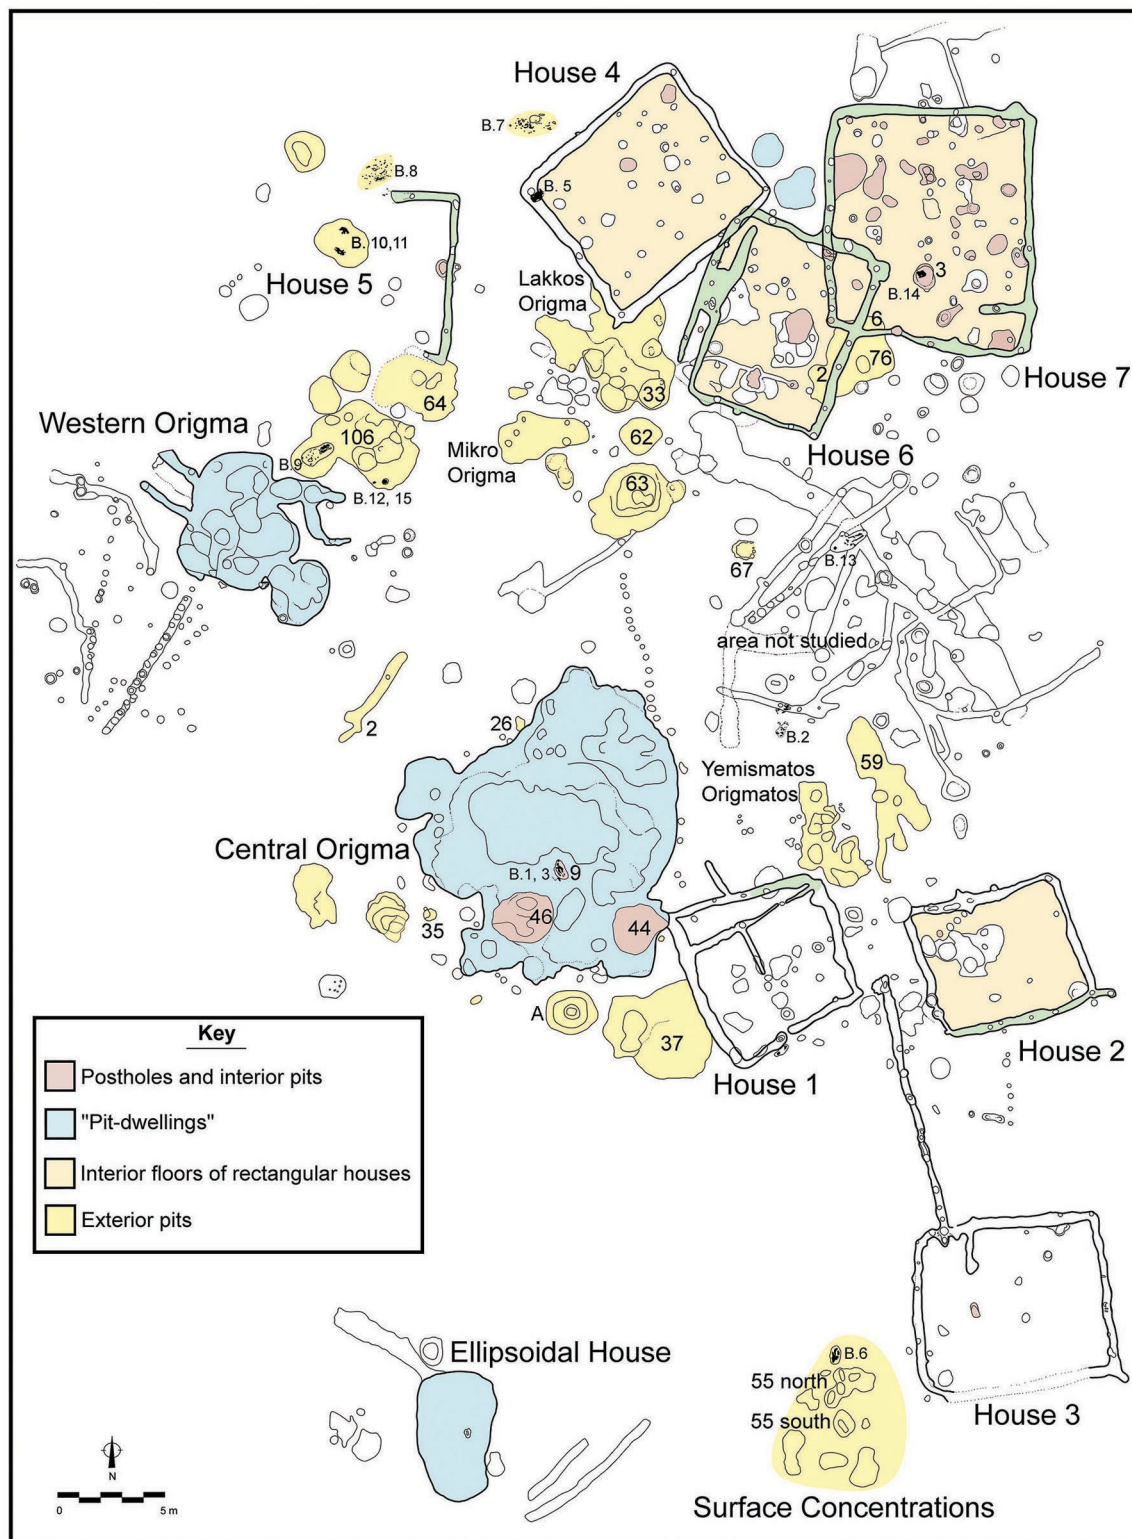 House 4
B.7
B.8
B. 5
B. 10,11
House 5
3
B.14
Lakkos
Origma
6
2
76
33
House 7
64
Western Origma
106
Mikro
Origma
62
House 6
B.9
B.12, 15
63
67
B.13
area not studied
2
26
B.2
59
Yemismatos
Origmatos
Central Origma
B.1, 3
9
46
44
35
A
37
House 1
House 2
Key
Postholes and interior pits
"Pit-dwellings"
Interior floors of rectangular houses
Exterior pits
Ellipsoidal House
B.6
55 north
55 south
House 3
N
0 5 m
Surface Concentrations